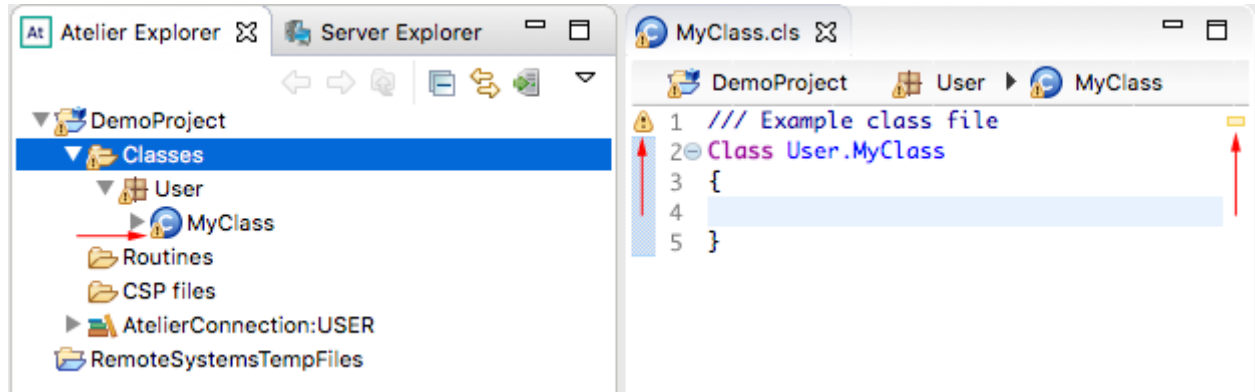 At Atelier Explorer Server Explorer
DemoProject
Classes
User
MyClass
Routines
CSP files
AtelierConnection:USER
RemoteSystemsTempFiles
MyClass.cls
DemoProject User MyClass
1 /// Example class file
2 Class User.MyClass
3 {
4
5 }